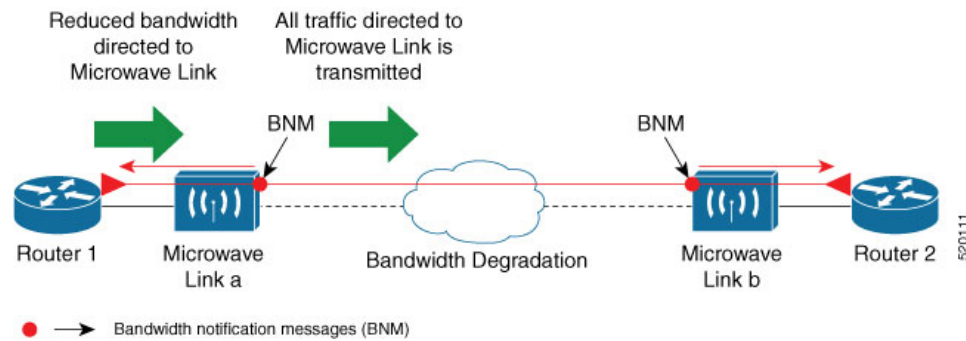 Reduced bandwidth
directed to
Microwave Link
All traffic directed to
Microwave Link is
transmitted
BNM
BNM
Router 1
Microwave
Link a
Bandwidth Degradation
Microwave
Link b
Router 2
520111
Bandwidth notification messages (BNM)